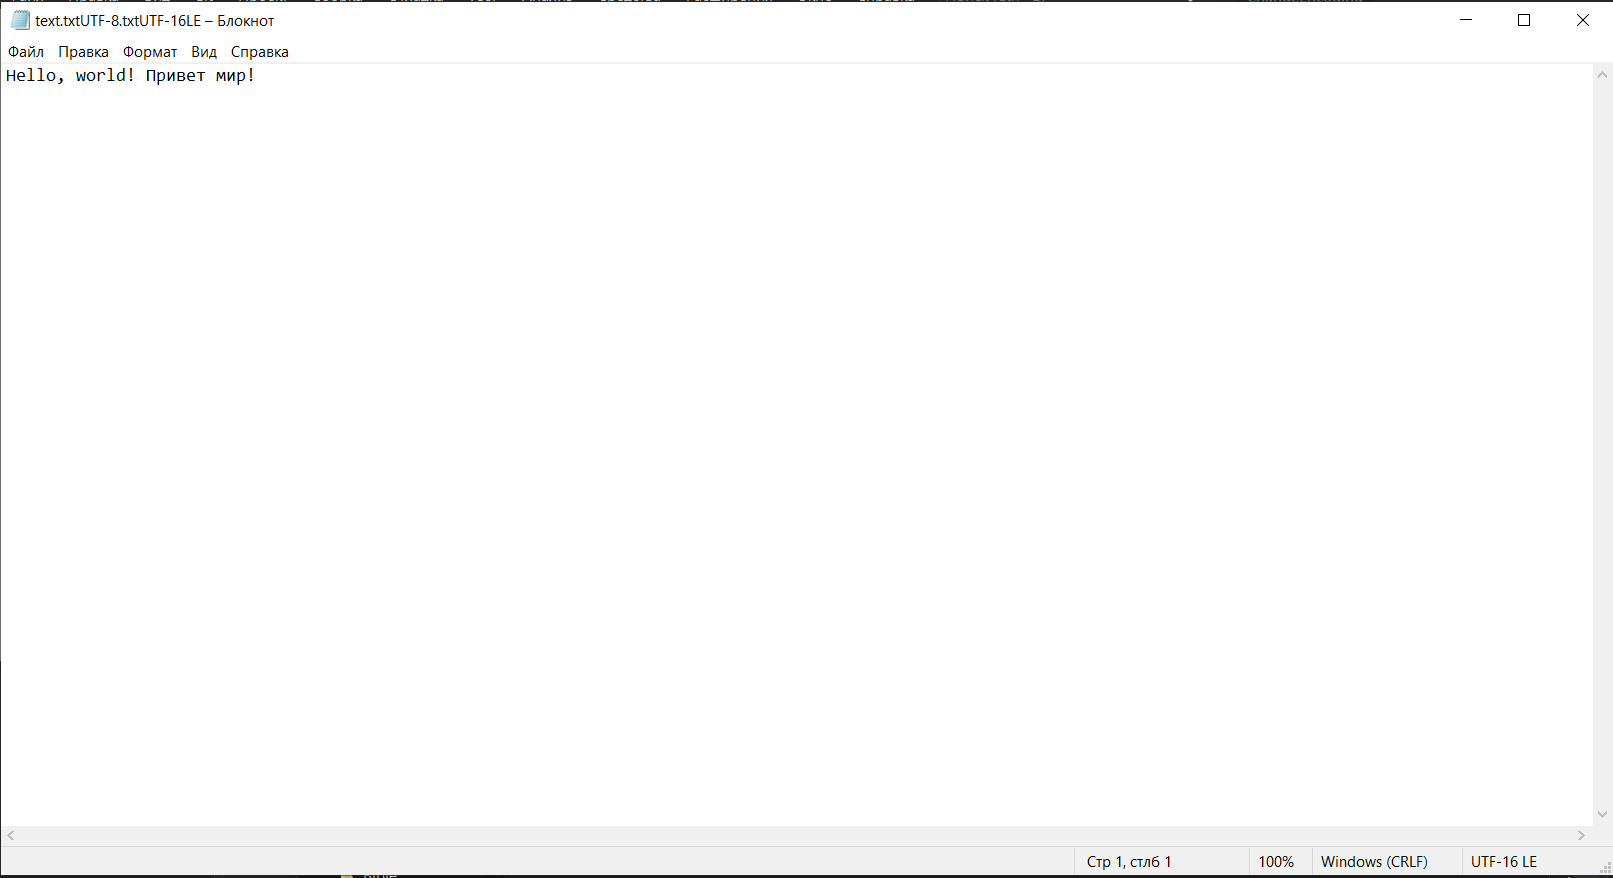 text.txtUTF-8.txtUTF-16LE – Блокнот
Файл Правка Формат Вид Справка
Hello, world! Привет мир!
Стр 1, стлб 1 100% Windows (CRLF) UTF-16 LE